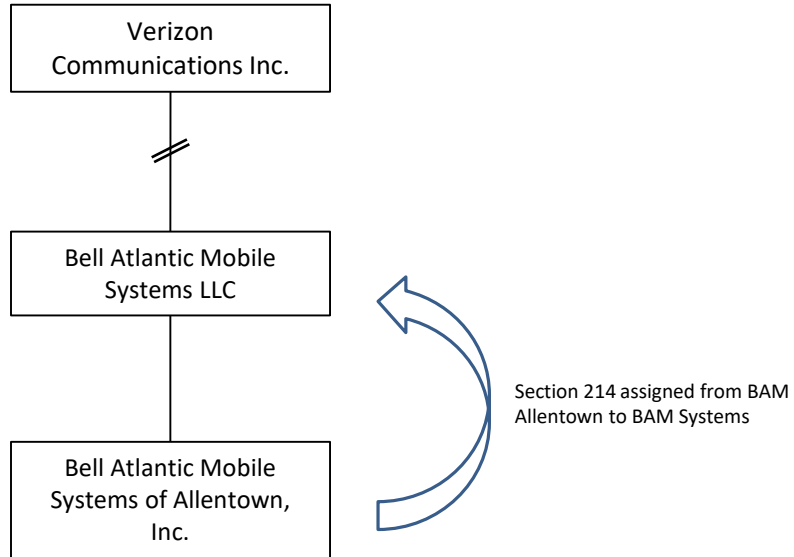 Verizon
Communications Inc.
Bell Atlantic Mobile
Systems LLC
Section 214 assigned from BAM
Allentown to BAM Systems
Bell Atlantic Mobile
Systems of Allentown,
Inc.